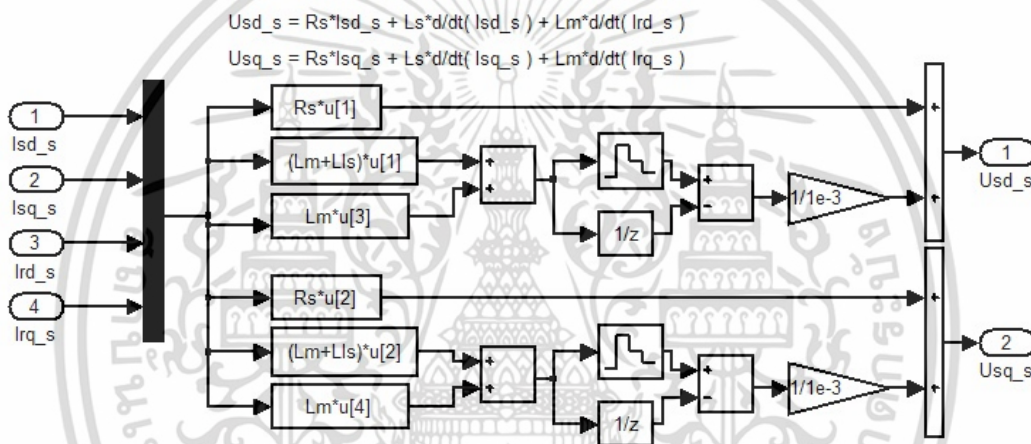 Usd_s = Rs*Isd_s + Ls*d/dt( Isd_s ) + Lm*d/dt( Ird_s )
Usq_s = Rs*Isq_s + Ls*d/dt( Isq_s ) + Lm*d/dt( Irq_s )
1
Isd_s
2
Isq_s
3
Ird_s
4
Irq_s
Rs*u[1]
(Lm+Lls)*u[1]
Lm*u[3]
1/z
1/1e-3
1
Usd_s
Rs*u[2]
(Lm+Lls)*u[2]
Lm*u[4]
1/z
1/1e-3
2
Usq_s